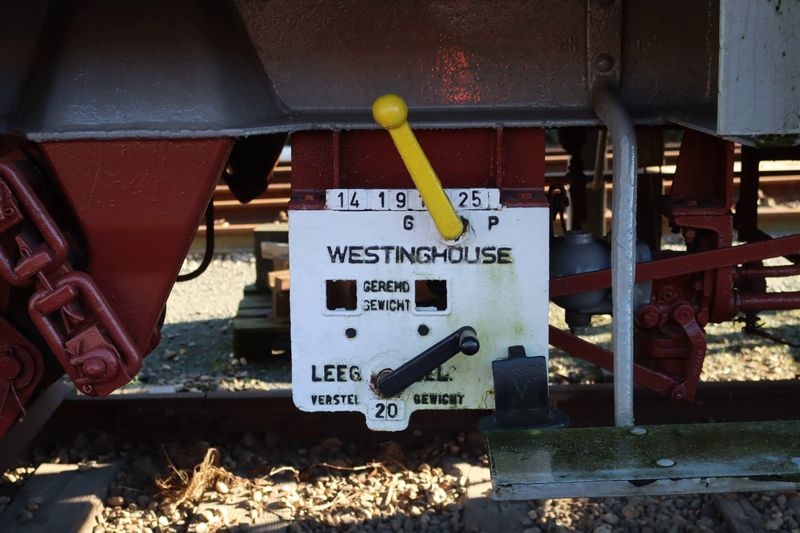 14 19 25
G P
WESTINGHOUSE
GEREMD
GEWICHT
LEEG
VERSTEL GEWICHT
20